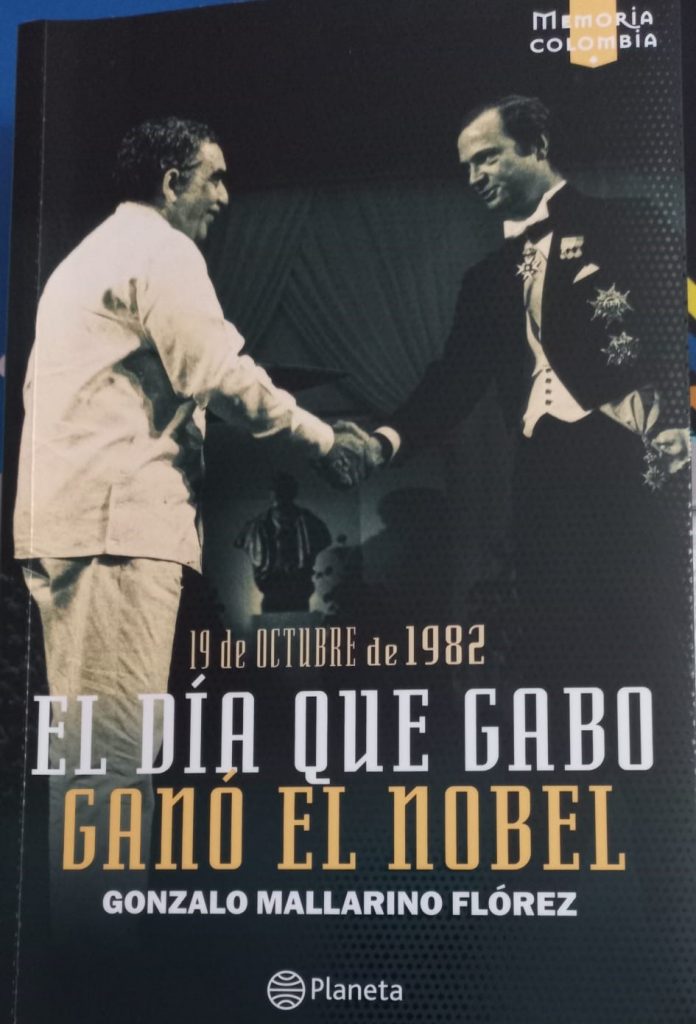 MEMORIA
COLOMBIA
19 de OCTUBRE de 1982
EL DÍA QUE GABO
GANÓ EL NOBEL
GONZALO MALLARINO FLÓREZ
Planeta